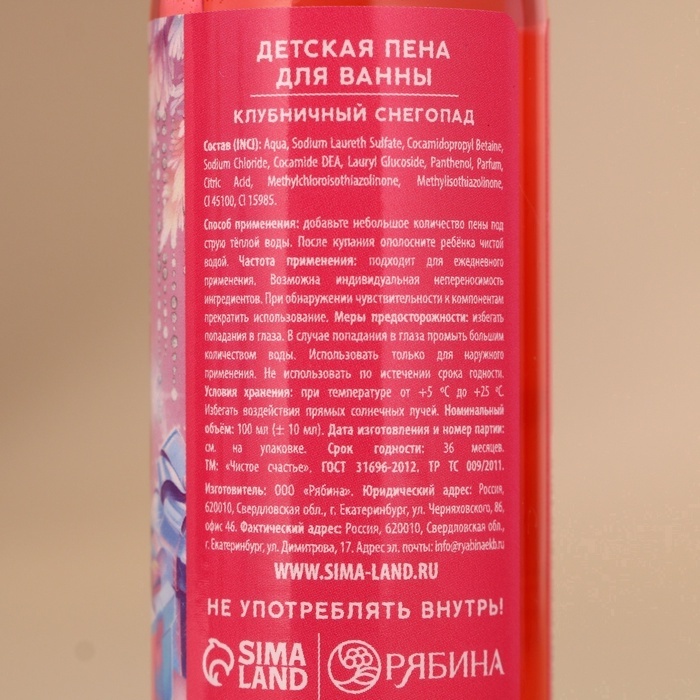 ДЕТСКАЯ ПЕНА
ДЛЯ ВАННЫ
КЛУБНИЧНЫЙ СНЕГОПАД
Состав (INCI): Aqua, Sodium Laureth Sulfate, Cocamidopropyl Betaine,
Sodium Chloride, Cocamide DEA, Lauryl Glucoside, Panthenol, Parfum,
Citric Acid, Methylchloroisothiazolinone, Methylisothiazolinone,
CI 45100, CI 15985.
Способ применения: добавьте небольшое количество пены под
струю тёплой воды. После купания ополосните ребёнка чистой
водой. Частота применения: подходит для ежедневного
применения. Возможна индивидуальная непереносимость
ингредиентов. При обнаружении чувствительности к компонентам
прекратить использование. Меры предосторожности: избегать
попадания в глаза. В случае попадания в глаза промыть большим
количеством воды. Использовать только для наружного
применения. Не использовать по истечении срока годности.
Условия хранения: при температуре от +5 ºС до +25 ºС.
Избегать воздействия прямых солнечных лучей. Номинальный
объём: 100 мл (± 10 мл). Дата изготовления и номер партии:
см. на упаковке. Срок годности: 36 месяцев.
ТМ: «Чистое счастье». ГОСТ 31696-2012. ТР ТС 009/2011.
Изготовитель: ООО «Рябина». Юридический адрес: Россия,
620010, Свердловская обл., г. Екатеринбург, ул. Черняховского, 86,
офис 46. Фактический адрес: Россия, 620010, Свердловская обл.,
г. Екатеринбург, ул. Димитрова, 17. Адрес эл. почты: info@ryabinaekb.ru
WWW.SIMA-LAND.RU
НЕ УПОТРЕБЛЯТЬ ВНУТРЬ!
SIMA LAND РЯБИНА